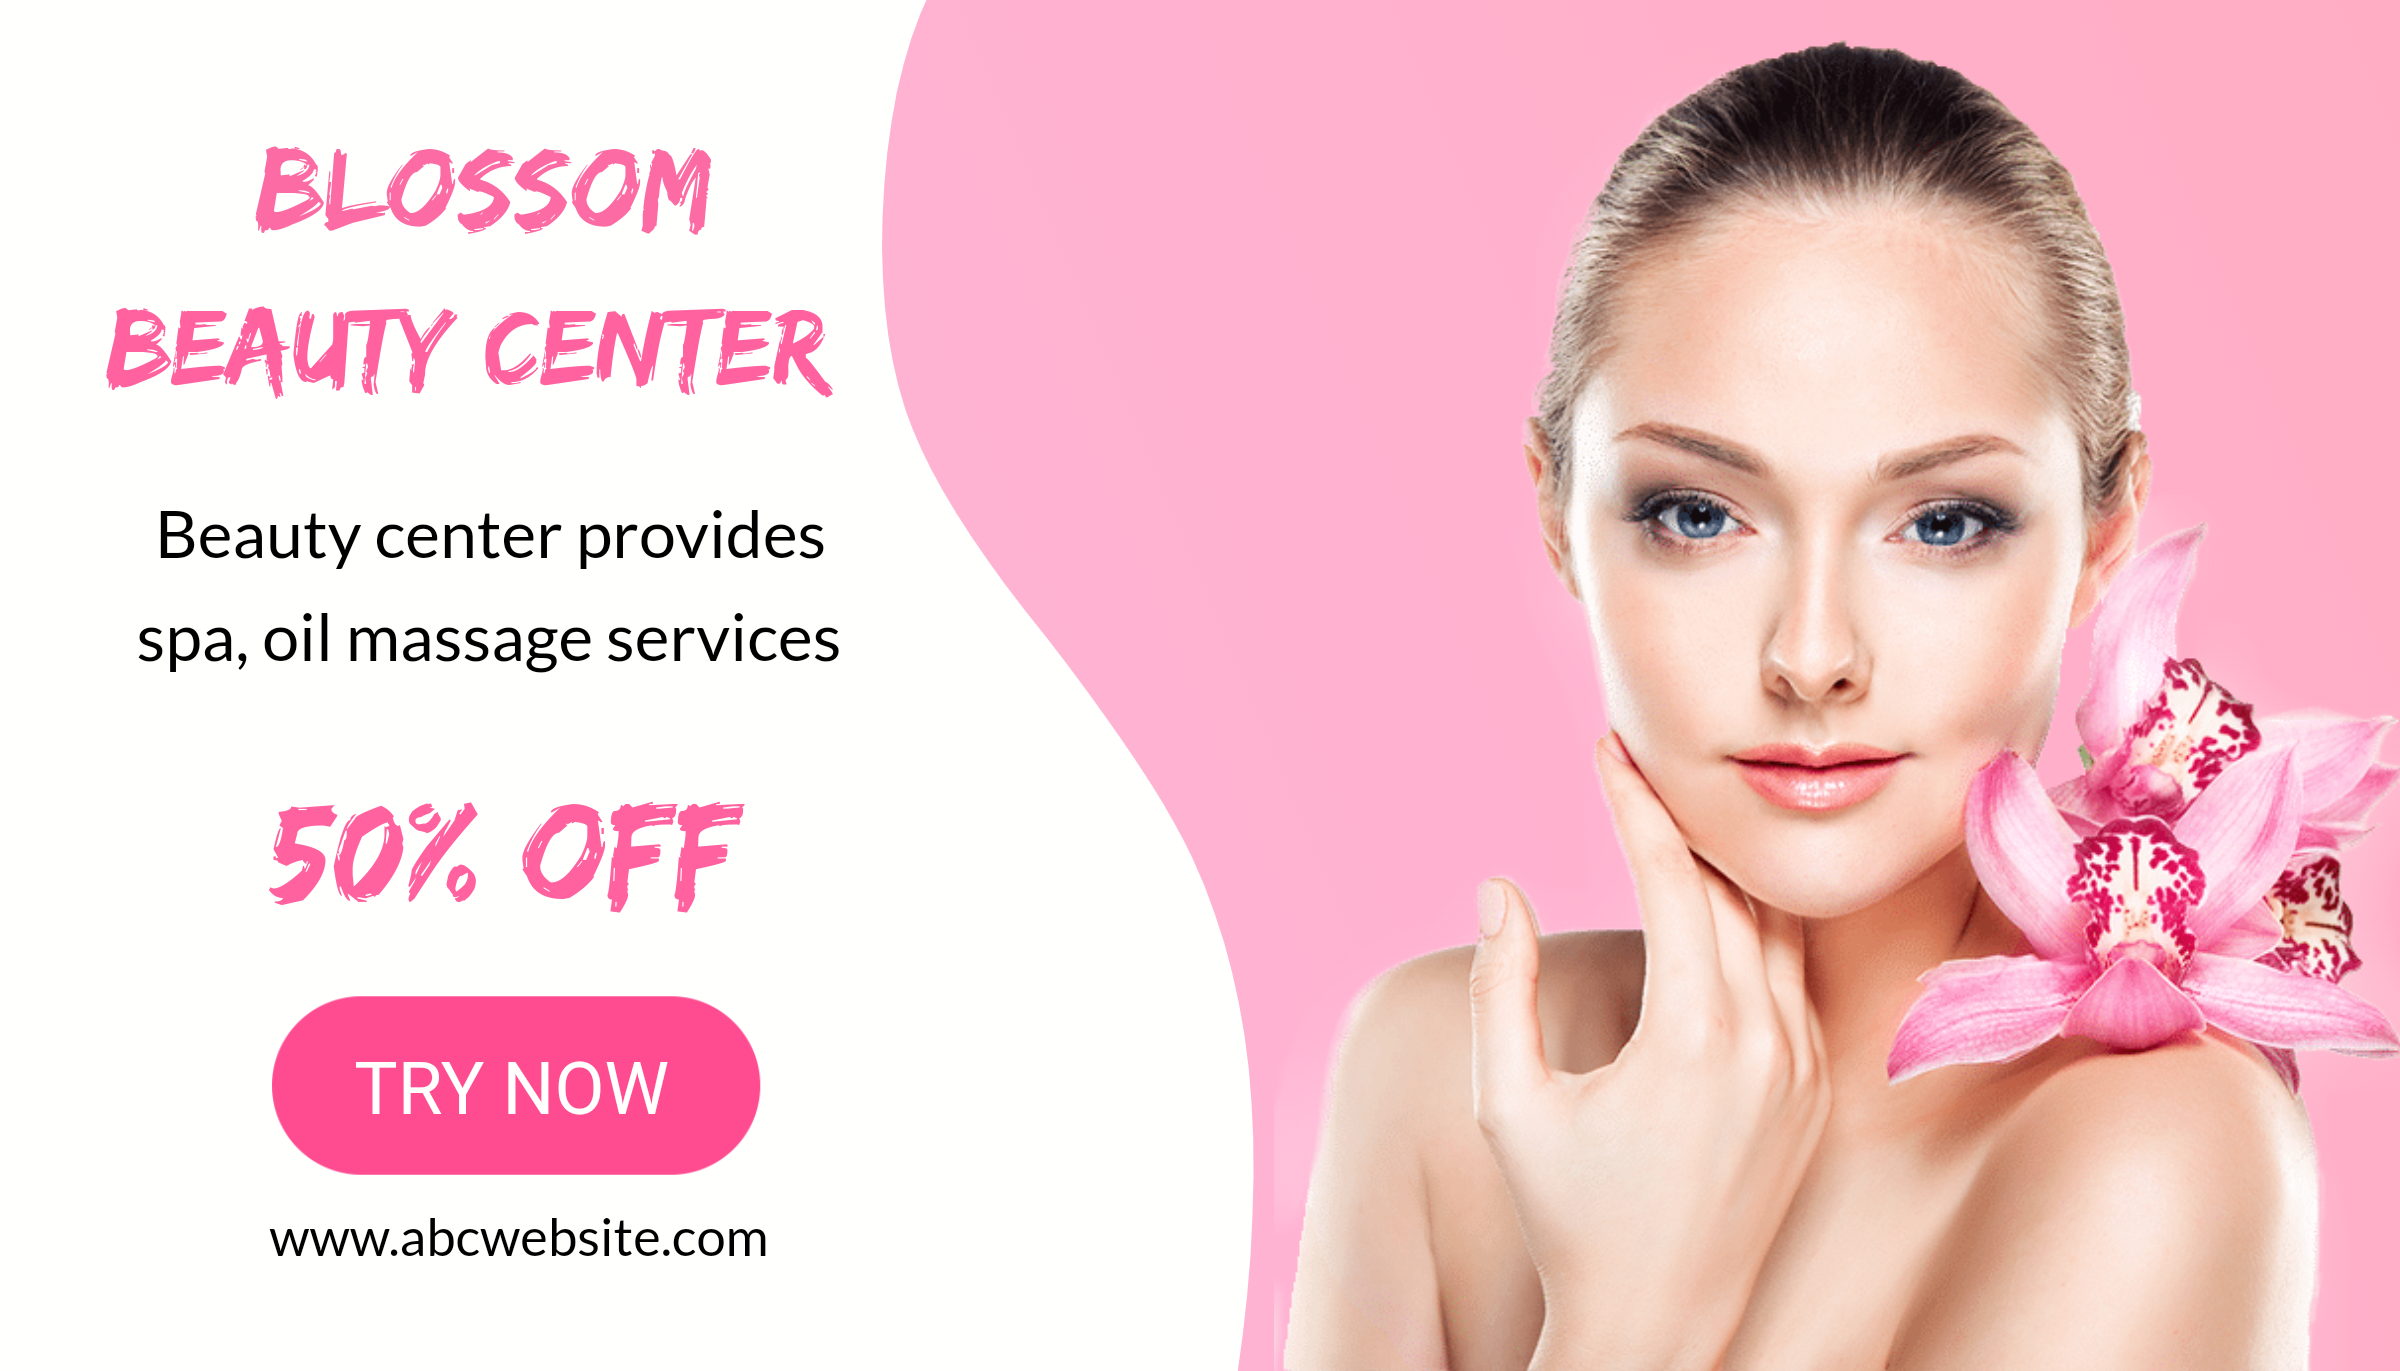 BLOSSOM
BEAUTY CENTER
Beauty center provides
spa, oil massage services
50% OFF
TRY NOW
www.abcwebsite.com